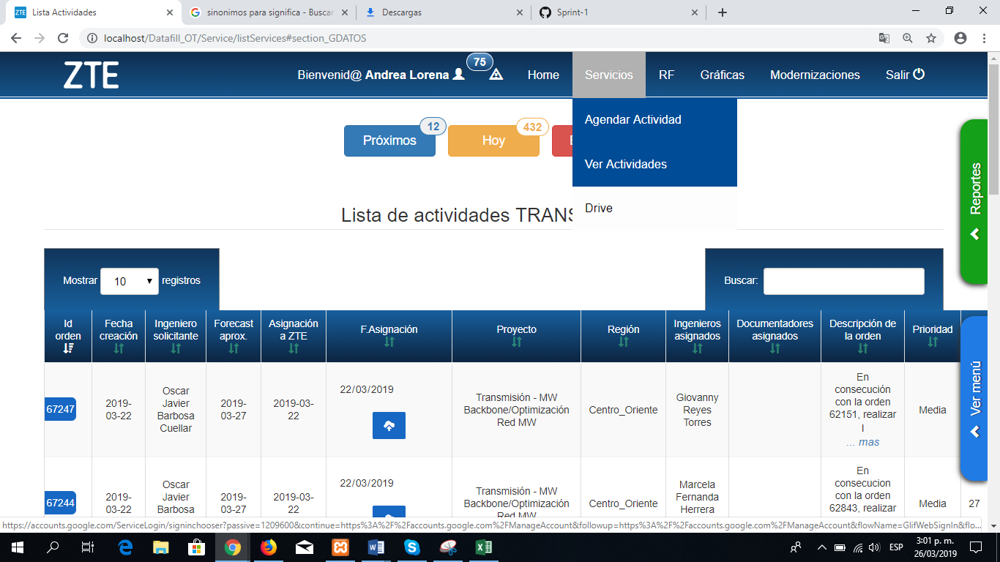 Lista Actividades
sinonimos para significa - Buscar
Descargas
Sprint-1
localhost/Datafill_OT/Service/listServices#section_GDATOS
ZTE
Bienvenid@ Andrea Lorena
75
Home
Servicios
RF
Gráficas
Modernizaciones
Salir
Agendar Actividad
Ver Actividades
Drive
Próximos
12
Hoy
432
Lista de actividades
Reportes
Ver menú
Mostrar 10 registros
Buscar:
Id orden
Fecha creación
Ingeniero solicitante
Forecast aprox.
Asignación a ZTE
F.Asignación
Proyecto
Región
Ingenieros asignados
Documentadores asignados
Descripción de la orden
Prioridad
67247
2019-03-22
Oscar Javier Barbosa Cuellar
2019-03-27
2019-03-22
22/03/2019
Transmisión - MW Backbone/Optimización Red MW
Centro_Oriente
Giovanny Reyes Torres
En consecución con la orden 62151, realizar l
... mas
Media
67244
2019-03-22
Oscar Javier Barbosa
2019-03-27
2019-03-22
22/03/2019
Transmisión - MW Backbone/Optimización Red MW
Centro_Oriente
Marcela Fernanda Herrera
En consecucion con la orden 62843, realizar
Media
27
https://accounts.google.com/ServiceLogin/signinchooser?passive=1209600&continue=https%3A%2F%2Faccounts.google.com%2FManageAccount&followup=https%3A%2F%2Faccounts.google.com%2FManageAccount&flowName=GlifWebSignIn&flo...
ESP
3:01 p. m.
26/03/2019